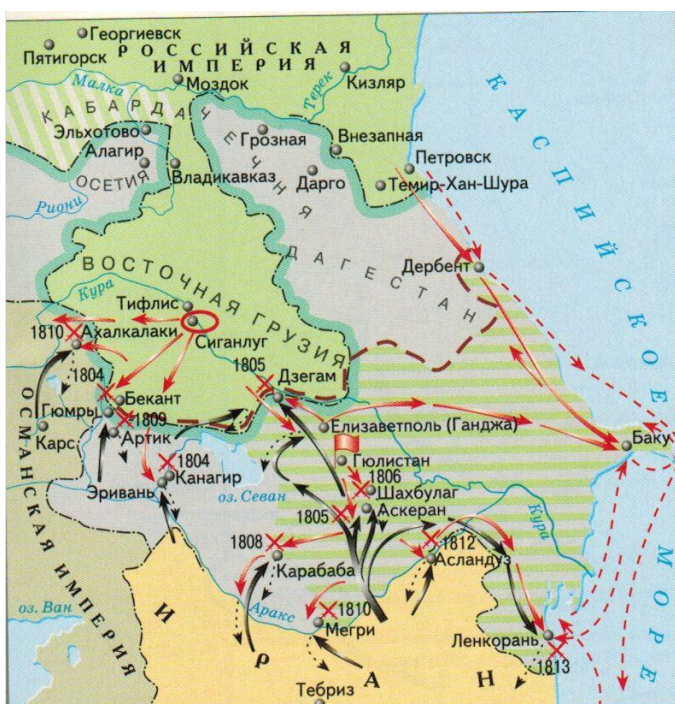 Георгиевск
Пятигорск
РОССИЙСКАЯ
ИМПЕРИЯ
Малка
Моздок
Терек
Кизляр
КАБАРДА
Эльхотово
Алагир
ОСЕТИЯ
Владикавказ
Риони
ЧЕЧНЯ
Грозная
Внезапная
Дарго
Петровск
Темир-Хан-Шура
ДАГЕСТАН
Дербент
КАСПИЙСКОЕ
МОРЕ
ВОСТОЧНАЯ ГРУЗИЯ
Кура
Тифлис
Сиганлуг
1810
Ахалкалаки
1804
Бекант
Гюмры
1809
Артик
Карс
ОСМАНСКАЯ ИМПЕРИЯ
1805
Дзегам
Елизаветполь (Ганджа)
Баку
Гюлистан
1804
Канагир
Эривань
оз. Севан
1806
Шахбулаг
Аскеран
1805
Кура
1808
Карабаба
1812
Асландуз
оз. Ван
Аракс
1810
Мегри
Ленкорань
1813
ИРАН
Тебриз